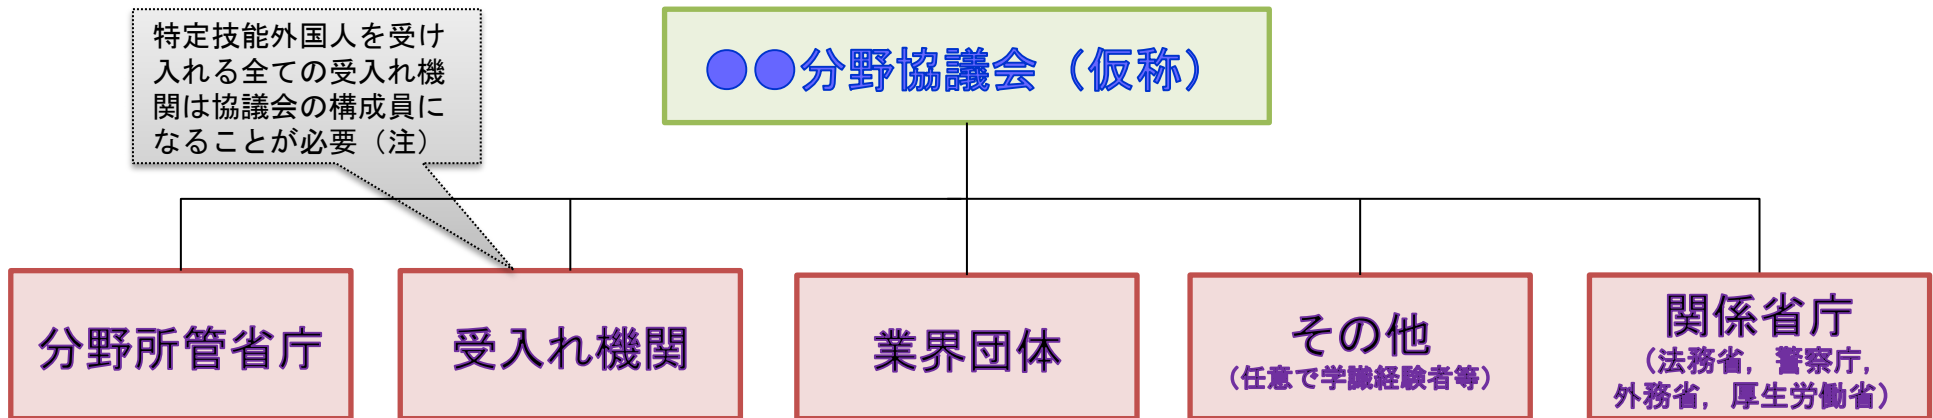 特定技能外国人を受け
入れる全ての受入れ機
関は協議会の構成員に
なることが必要（注）
●●分野協議会（仮称）
分野所管省庁
受入れ機関
業界団体
その他
（任意で学識経験者等）
関係省庁
（法務省，警察庁，
外務省，厚生労働省）